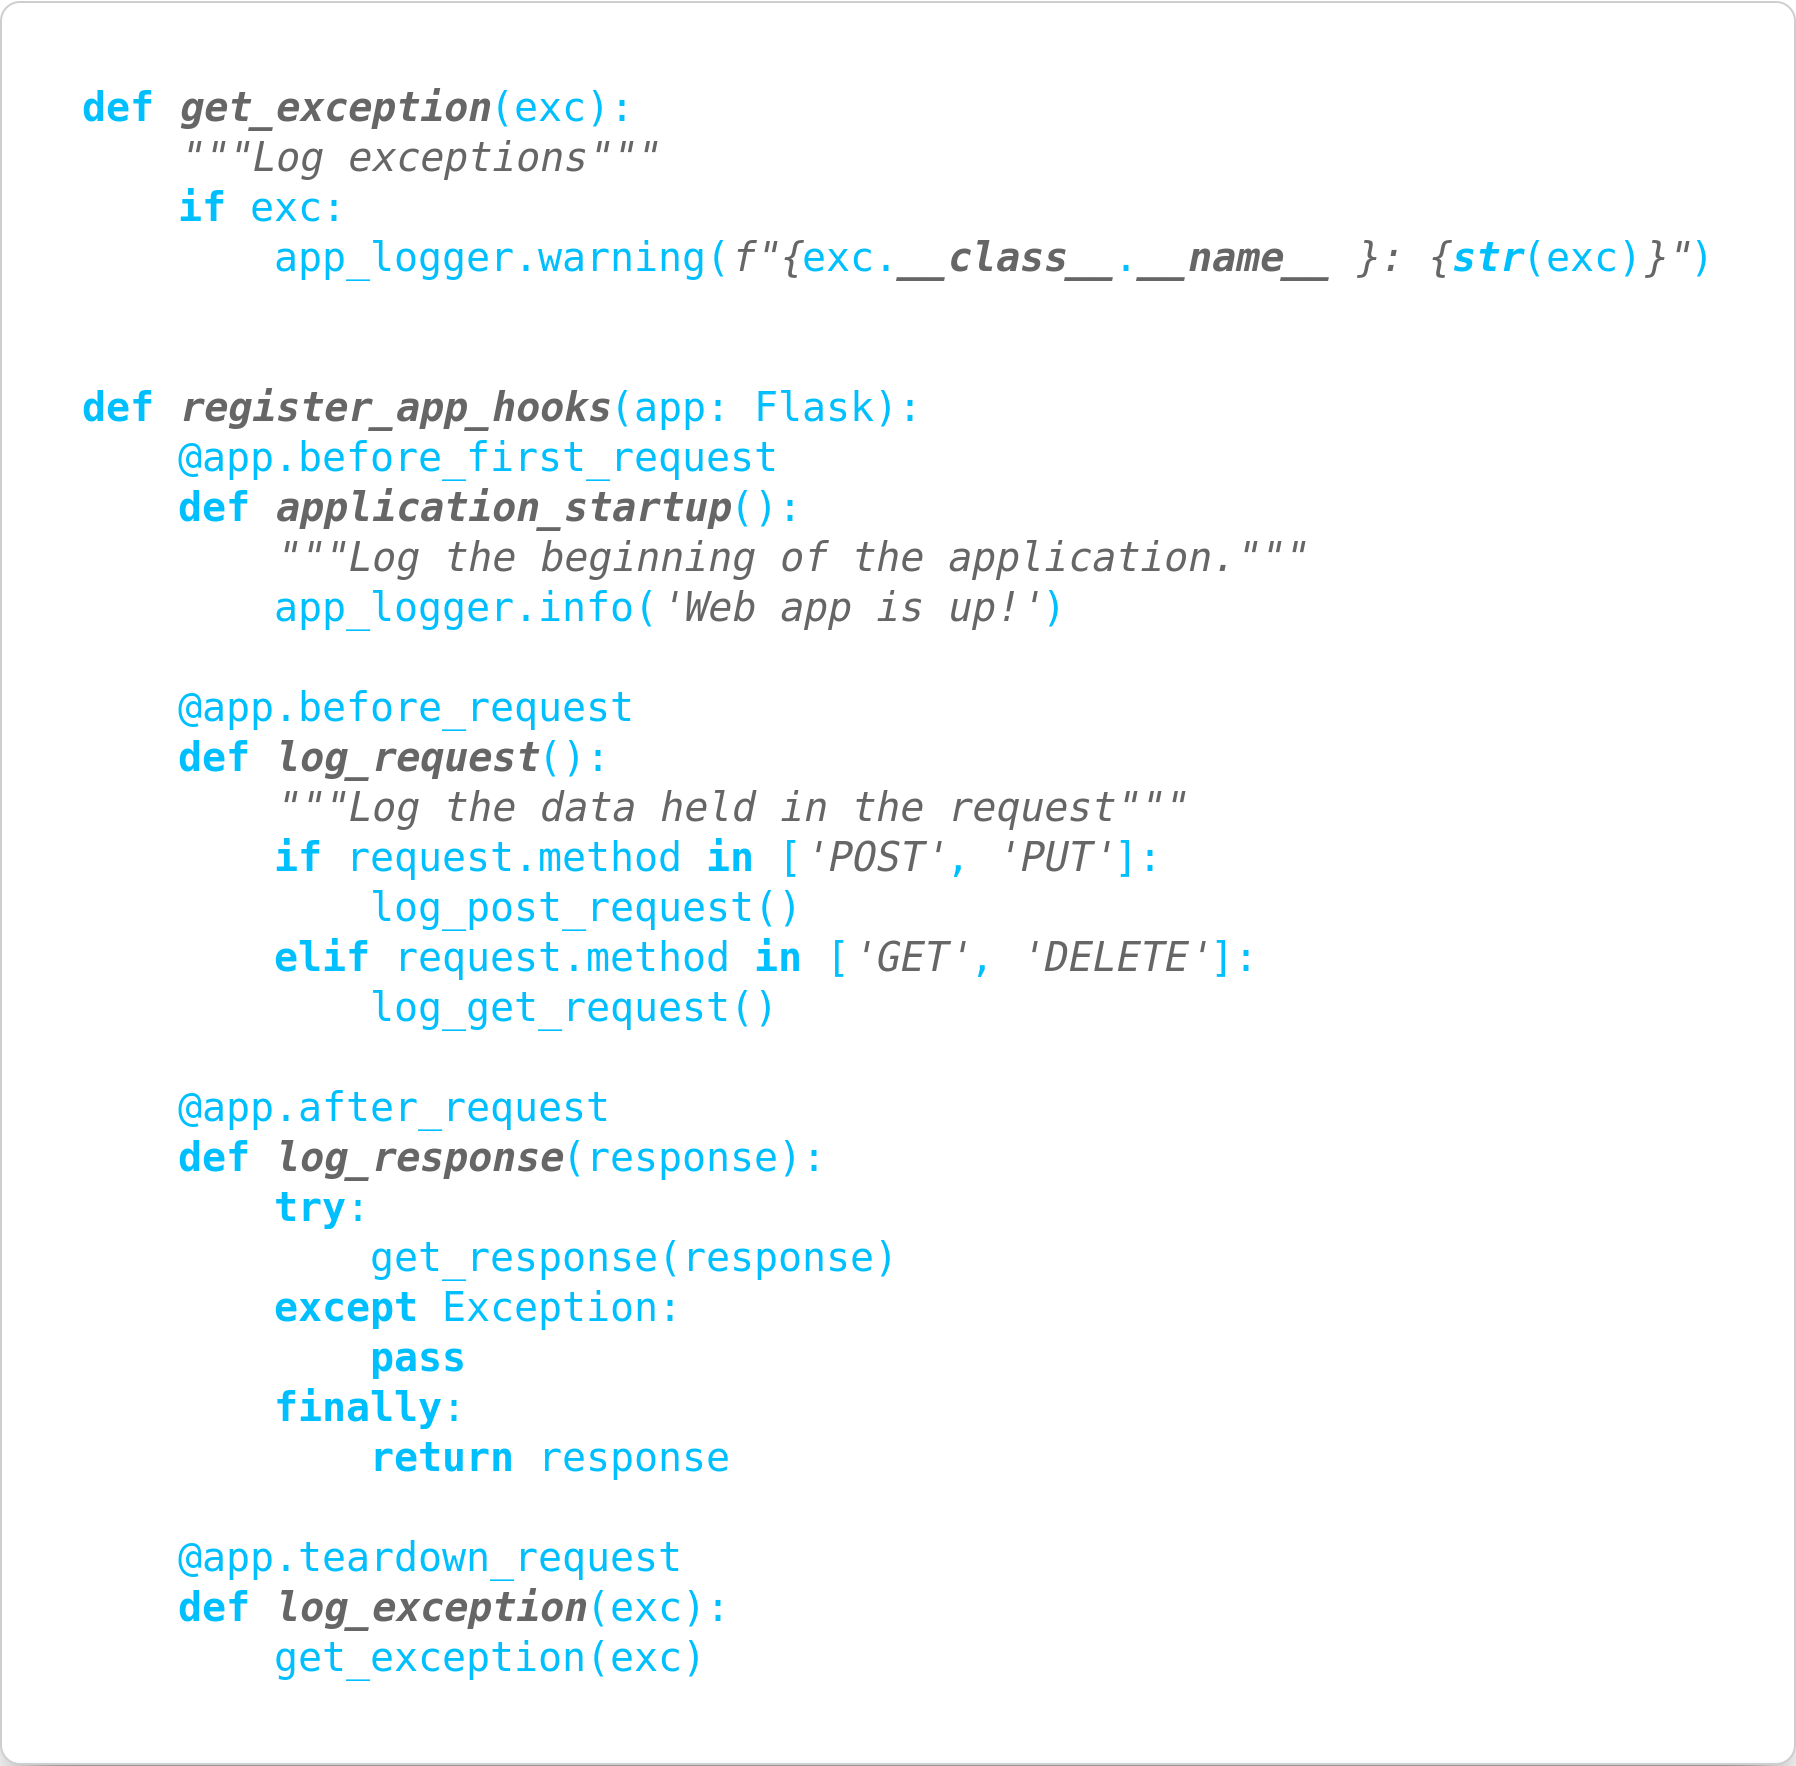 def get_exception(exc):
    """Log exceptions"""
    if exc:
        app_logger.warning(f"{exc.__class__.__name__ }: {str(exc)}")


def register_app_hooks(app: Flask):
    @app.before_first_request
    def application_startup():
        """Log the beginning of the application."""
        app_logger.info('Web app is up!')

    @app.before_request
    def log_request():
        """Log the data held in the request"""
        if request.method in ['POST', 'PUT']:
            log_post_request()
        elif request.method in ['GET', 'DELETE']:
            log_get_request()

    @app.after_request
    def log_response(response):
        try:
            get_response(response)
        except Exception:
            pass
        finally:
            return response

    @app.teardown_request
    def log_exception(exc):
        get_exception(exc)